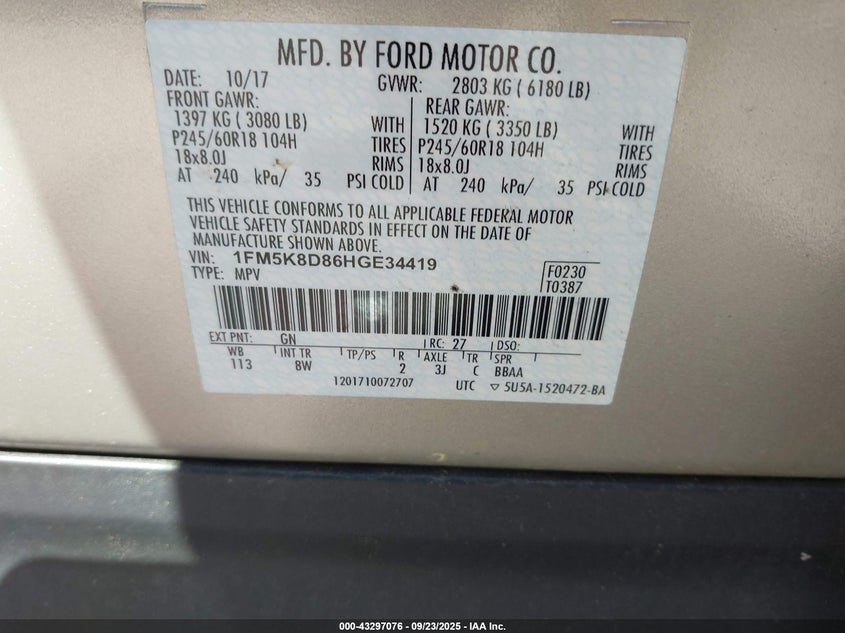 MFD. BY FORD MOTOR CO.
DATE: 10/17 GVWR: 2803 KG ( 6180 LB)
FRONT GAWR: REAR GAWR:
1397 KG ( 3080 LB) WITH 1520 KG ( 3350 LB) WITH
P245/60R18 104H TIRES P245/60R18 104H TIRES
18x8.0J RIMS 18x8.0J RIMS
AT 240 kPa/ 35 PSI COLD AT 240 kPa/ 35 PSI COLD
THIS VEHICLE CONFORMS TO ALL APPLICABLE FEDERAL MOTOR
VEHICLE SAFETY STANDARDS IN EFFECT ON THE DATE OF
MANUFACTURE SHOWN ABOVE.
VIN: 1FM5K8D86HGE34419
TYPE: MPV
F0230
T0387
EXT PNT: GN RC: 27 DSO:
WB INT TR TP/PS R AXLE TR SPR
113 8W 2 3J C BBAA
1201710072707 UTC ▽ 5U5A-1520472-BA
000-43297076 - 09/23/2025 - IAA Inc.